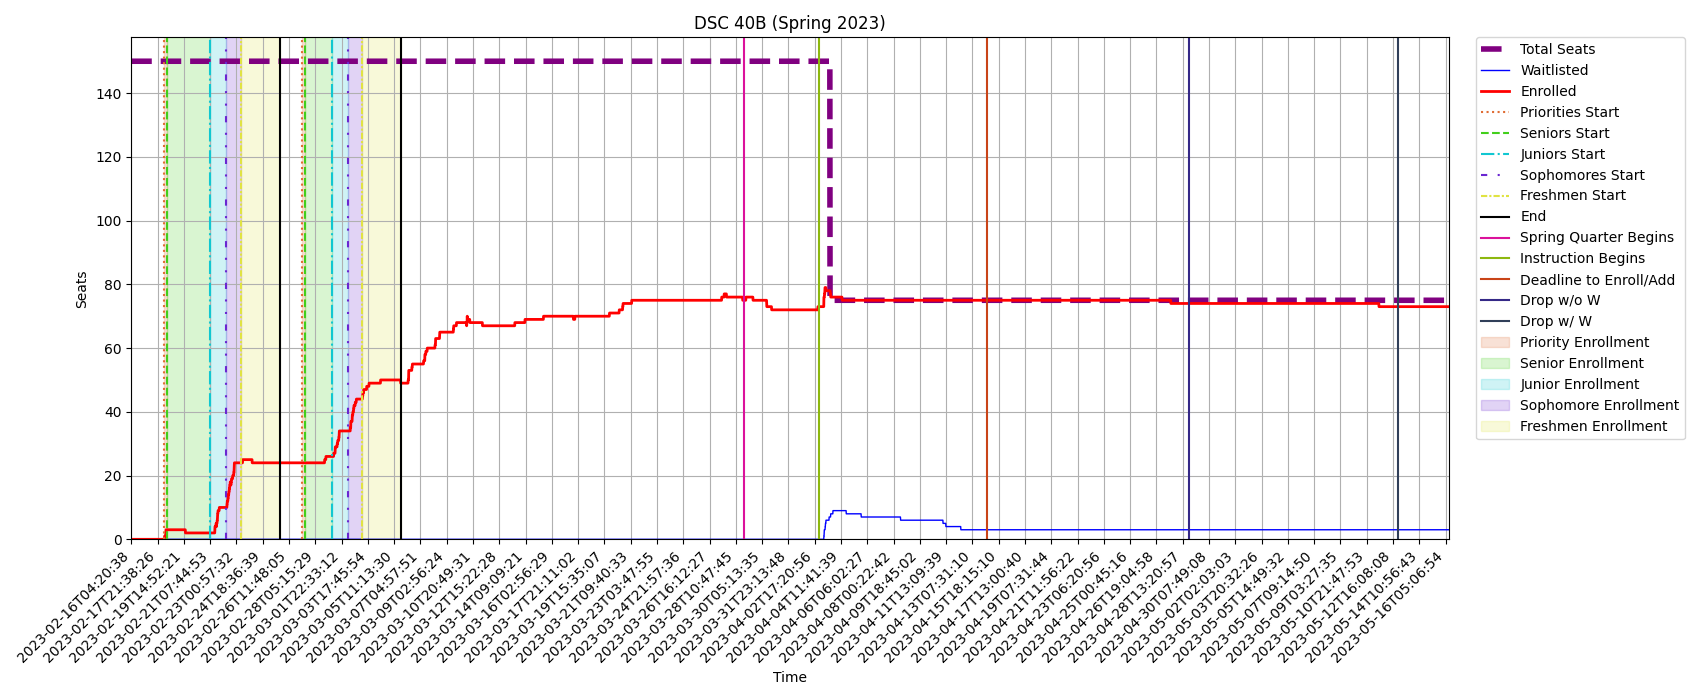 DSC 40B (Spring 2023)
Seats
140
120
100
80
60
40
20
0
2023-02-16T04:20:38
2023-02-17T21:38:26
2023-02-19T14:52:21
2023-02-21T07:44:53
2023-02-23T00:57:32
2023-02-24T18:36:39
2023-02-26T11:48:05
2023-02-28T05:15:29
2023-03-01T22:33:12
2023-03-03T17:45:54
2023-03-05T11:13:30
2023-03-07T04:57:51
2023-03-09T02:56:24
2023-03-10T20:49:31
2023-03-12T15:22:28
2023-03-14T09:09:21
2023-03-16T02:56:29
2023-03-17T21:11:02
2023-03-19T15:35:07
2023-03-21T09:40:33
2023-03-23T03:47:55
2023-03-24T21:57:36
2023-03-26T16:12:27
2023-03-28T10:47:45
2023-03-30T05:13:35
2023-03-31T23:13:48
2023-04-02T17:20:56
2023-04-04T11:41:39
2023-04-06T06:02:27
2023-04-08T00:22:42
2023-04-09T18:45:02
2023-04-11T13:09:39
2023-04-13T07:31:10
2023-04-15T18:15:10
2023-04-17T13:00:40
2023-04-19T07:31:44
2023-04-21T11:56:22
2023-04-23T06:20:56
2023-04-25T00:45:16
2023-04-26T19:04:58
2023-04-28T13:20:57
2023-04-30T07:49:08
2023-05-02T02:03:03
2023-05-03T20:32:26
2023-05-05T14:49:32
2023-05-07T09:14:50
2023-05-09T03:27:35
2023-05-10T21:47:53
2023-05-12T16:08:08
2023-05-14T10:56:43
2023-05-16T05:06:54
Time
Total Seats
Waitlisted
Enrolled
Priorities Start
Seniors Start
Juniors Start
Sophomores Start
Freshmen Start
End
Spring Quarter Begins
Instruction Begins
Deadline to Enroll/Add
Drop w/o W
Drop w/ W
Priority Enrollment
Senior Enrollment
Junior Enrollment
Sophomore Enrollment
Freshmen Enrollment